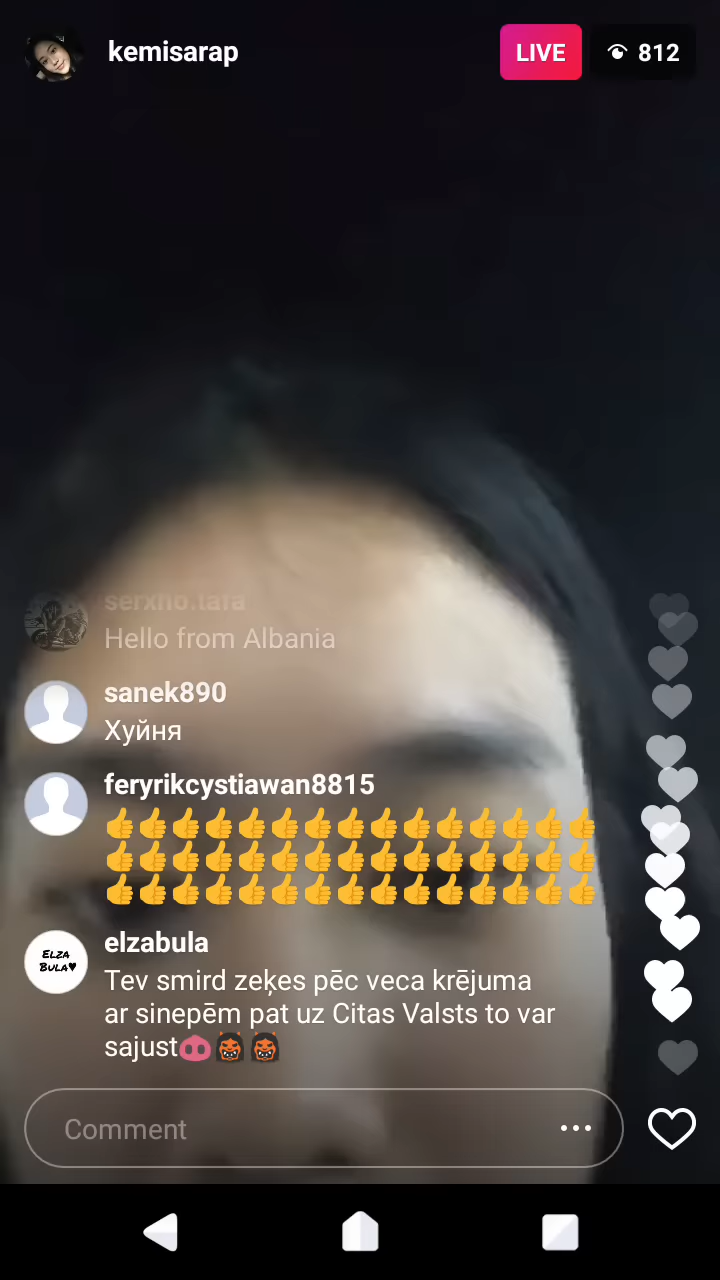 kemisarap
LIVE
812
serxho.tafa
Hello from Albania
sanek890
Хуйня
feryrikcystiawan8815
👍👍👍👍👍👍👍👍👍👍👍👍👍👍👍
👍👍👍👍👍👍👍👍👍👍👍👍👍👍👍
👍👍👍👍👍👍👍👍👍👍👍👍👍👍👍
ELZA
BULA♥
elzabula
Tev smird zeķes pēc veca krējuma
ar sinepēm pat uz Citas Valsts to var
sajust🐽👹👹
Comment